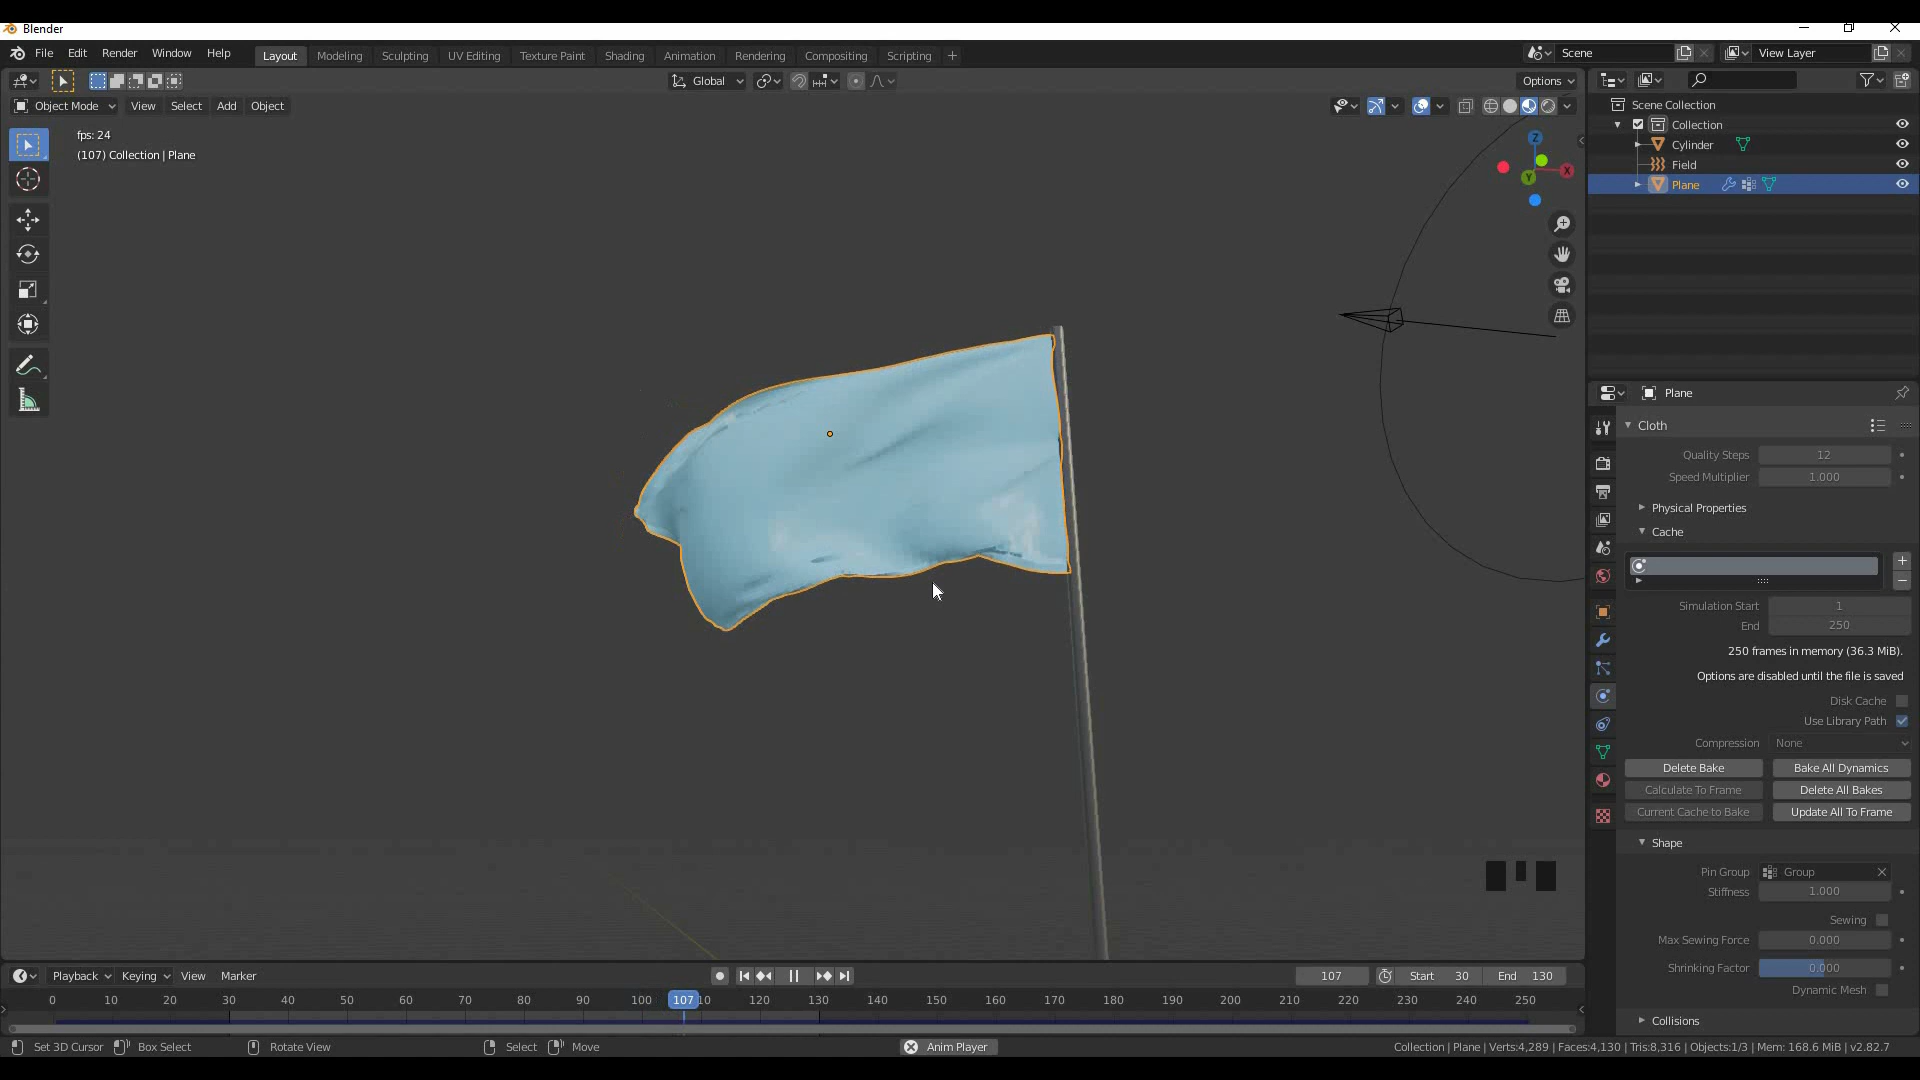 Blender
File Edit Render Window Help Layout Modeling Sculpting UV Editing Texture Paint Shading Animation Rendering Compositing Scripting + Scene View Layer
Global Options
Object Mode View Select Add Object
fps: 24
(107) Collection | Plane
Z
X
Y
Scene Collection
Collection
Cylinder
Field
Plane
Plane
Cloth
Quality Steps 12
Speed Multiplier 1.000
Physical Properties
Cache
Simulation Start 1
End 250
250 frames in memory (36.3 MiB).
Options are disabled until the file is saved
Disk Cache
Use Library Path
Compression None
Delete Bake Bake All Dynamics
Calculate To Frame Delete All Bakes
Current Cache to Bake Update All To Frame
Shape
Pin Group Group
Stiffness 1.000
Sewing
Max Sewing Force 0.000
Shrinking Factor 0.000
Dynamic Mesh
Collisions
Playback Keying View Marker 107 Start 30 End 130
0 10 20 30 40 50 60 70 80 90 100 107 10 120 130 140 150 160 170 180 190 200 210 220 230 240 250
Set 3D Cursor Box Select Rotate View Select Move Anim Player Collection | Plane | Verts:4,289 | Faces:4,130 | Tris:8,316 | Objects:1/3 | Mem: 168.6 MiB | v2.82.7